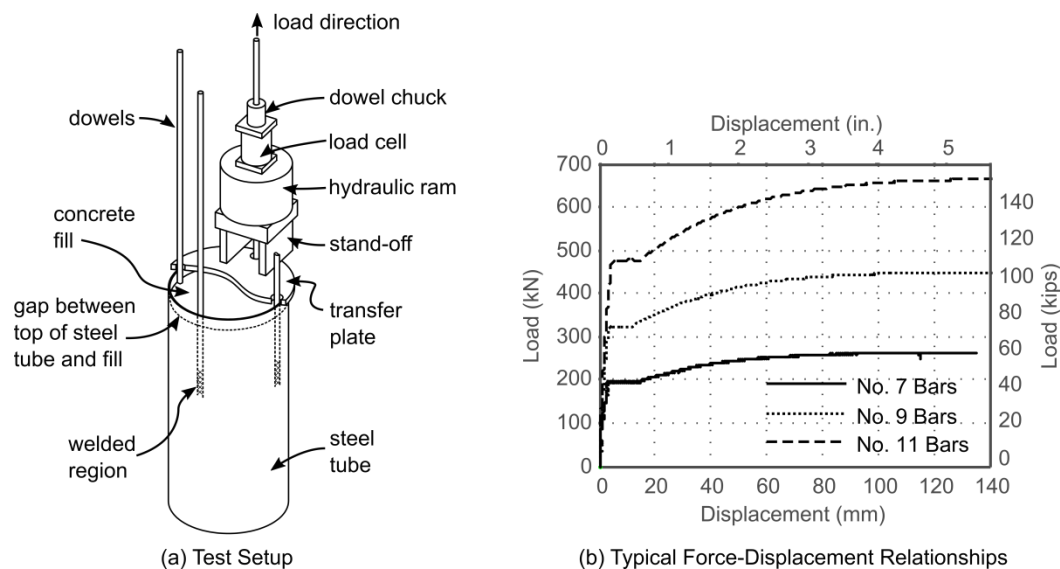 load direction
dowel chuck
dowels
load cell
hydraulic ram
concrete
fill
stand-off
gap between
top of steel
tube and fill
transfer
plate
welded
region
steel
tube
(a) Test Setup
Displacement (in.)
0 1 2 3 4 5
700
600
500
400
300
200
100
0
Load (kN)
140
120
100
80
60
40
20
0
Load (kips)
No. 7 Bars
No. 9 Bars
No. 11 Bars
0 20 40 60 80 100 120 140
Displacement (mm)
(b) Typical Force-Displacement Relationships